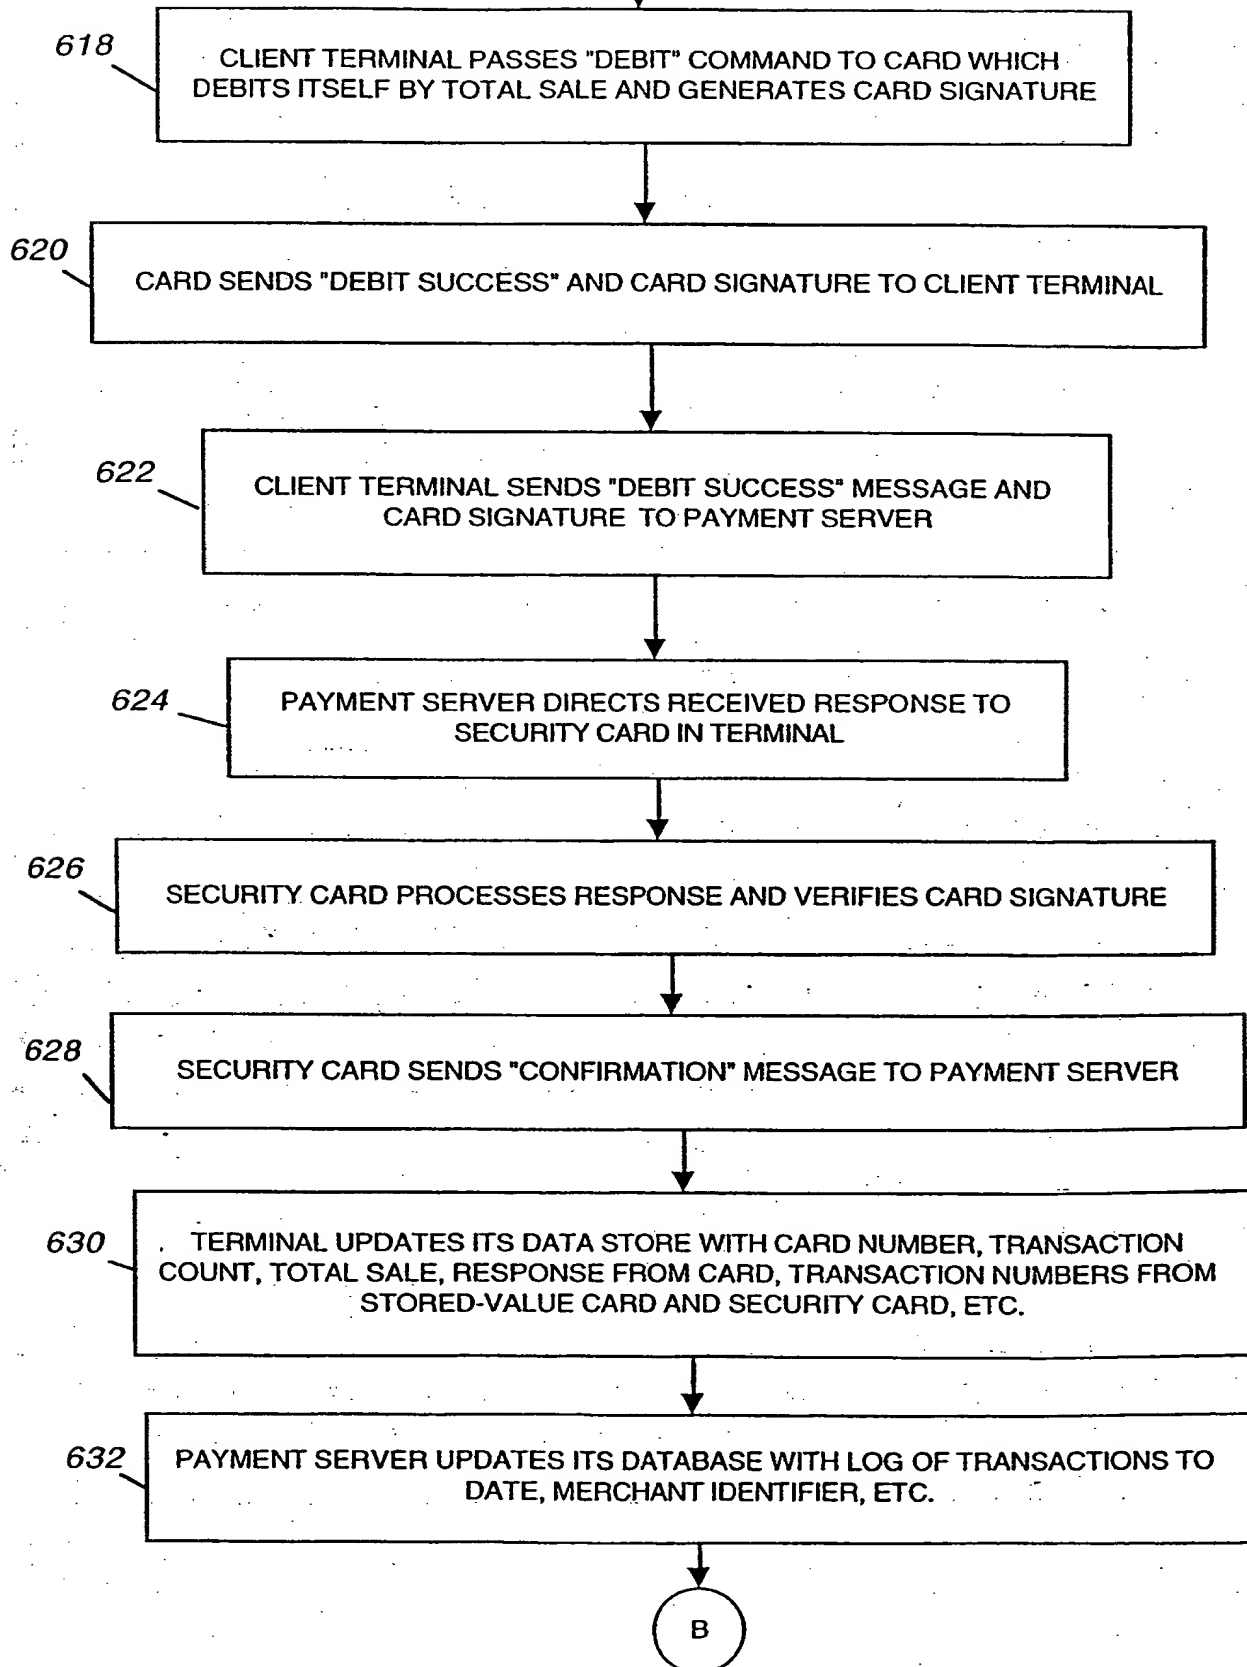 618
CLIENT TERMINAL PASSES "DEBIT" COMMAND TO CARD WHICH
DEBITS ITSELF BY TOTAL SALE AND GENERATES CARD SIGNATURE
620
CARD SENDS "DEBIT SUCCESS" AND CARD SIGNATURE TO CLIENT TERMINAL
622
CLIENT TERMINAL SENDS "DEBIT SUCCESS" MESSAGE AND
CARD SIGNATURE TO PAYMENT SERVER
624
PAYMENT SERVER DIRECTS RECEIVED RESPONSE TO
SECURITY CARD IN TERMINAL
626
SECURITY CARD PROCESSES RESPONSE AND VERIFIES CARD SIGNATURE
628
SECURITY CARD SENDS "CONFIRMATION" MESSAGE TO PAYMENT SERVER
630
TERMINAL UPDATES ITS DATA STORE WITH CARD NUMBER, TRANSACTION
COUNT, TOTAL SALE, RESPONSE FROM CARD, TRANSACTION NUMBERS FROM
STORED-VALUE CARD AND SECURITY CARD, ETC.
632
PAYMENT SERVER UPDATES ITS DATABASE WITH LOG OF TRANSACTIONS TO
DATE, MERCHANT IDENTIFIER, ETC.
B